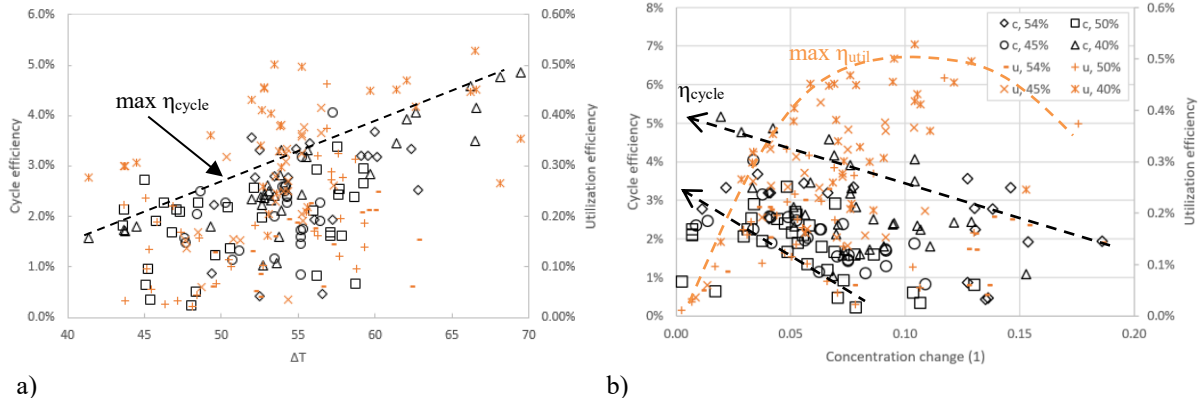 6.0%
5.0%
4.0%
3.0%
2.0%
1.0%
0.0%
Cycle efficiency
0.60%
0.50%
0.40%
0.30%
0.20%
0.10%
0.00%
Utilization efficiency
max ηcycle
40 45 50 55 60 65 70
ΔT
a)
8%
7%
6%
5%
4%
3%
2%
1%
0%
Cycle efficiency
0.6%
0.5%
0.4%
0.3%
0.2%
0.1%
0.0%
Utilization efficiency
max ηutil
ηcycle
c, 54% c, 50%
c, 45% c, 40%
u, 54% u, 50%
u, 45% u, 40%
0.00 0.05 0.10 0.15 0.20
Concentration change (1)
b)